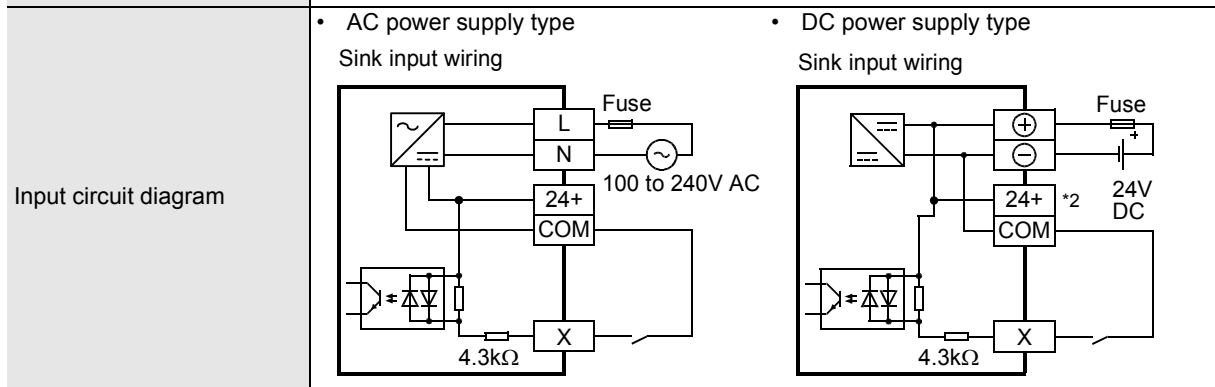 Input circuit diagram
• AC power supply type
Sink input wiring
Fuse
L
N
100 to 240V AC
24+
COM
X
4.3kΩ
• DC power supply type
Sink input wiring
Fuse
+
+
−
24+ *2
24V
DC
COM
X
4.3kΩ